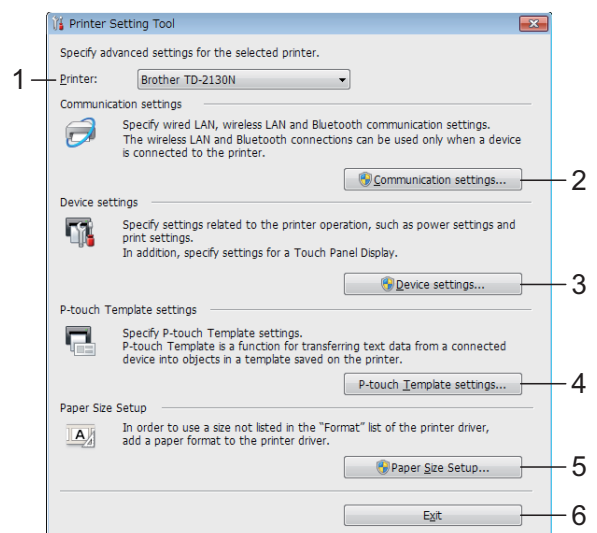 Printer Setting Tool
Specify advanced settings for the selected printer.
1 Printer: Brother TD-2130N
Communication settings
Specify wired LAN, wireless LAN and Bluetooth communication settings.
The wireless LAN and Bluetooth connections can be used only when a device
is connected to the printer.
Communication settings... 2
Device settings
Specify settings related to the printer operation, such as power settings and
print settings.
In addition, specify settings for a Touch Panel Display.
Device settings... 3
P-touch Template settings
Specify P-touch Template settings.
P-touch Template is a function for transferring text data from a connected
device into objects in a template saved on the printer.
P-touch Template settings... 4
Paper Size Setup
A
In order to use a size not listed in the "Format" list of the printer driver,
add a paper format to the printer driver.
Paper Size Setup... 5
Exit 6